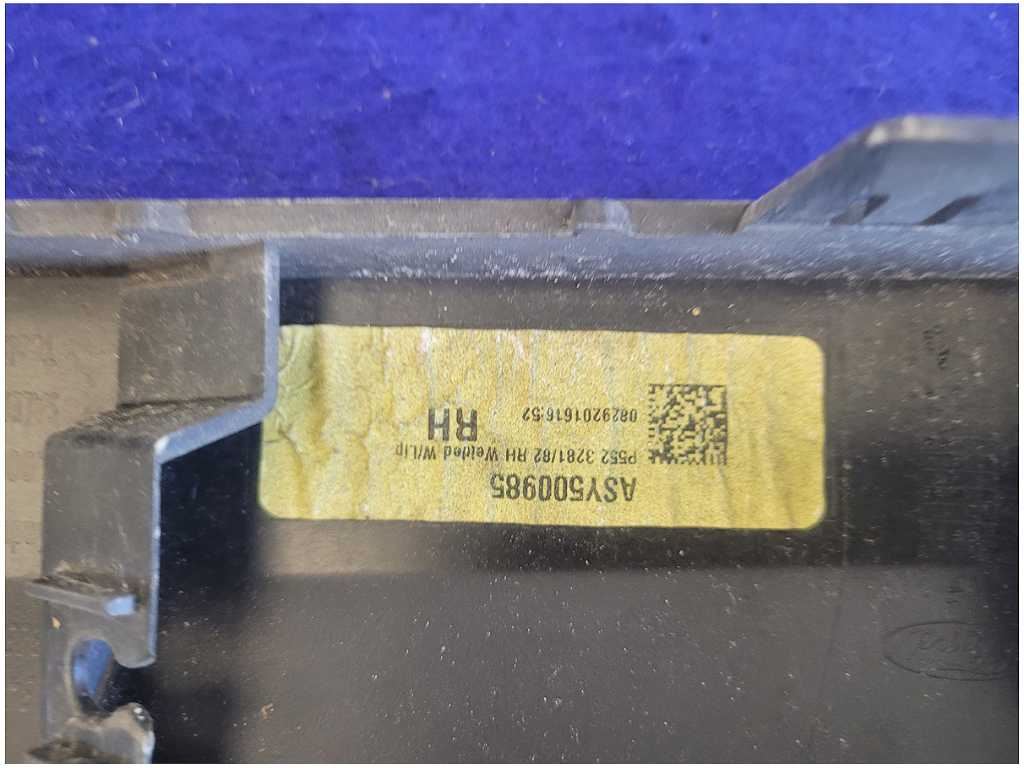 ASY500985
P552 3281/82 RH Welded W/Lip
RH
0829201616:52